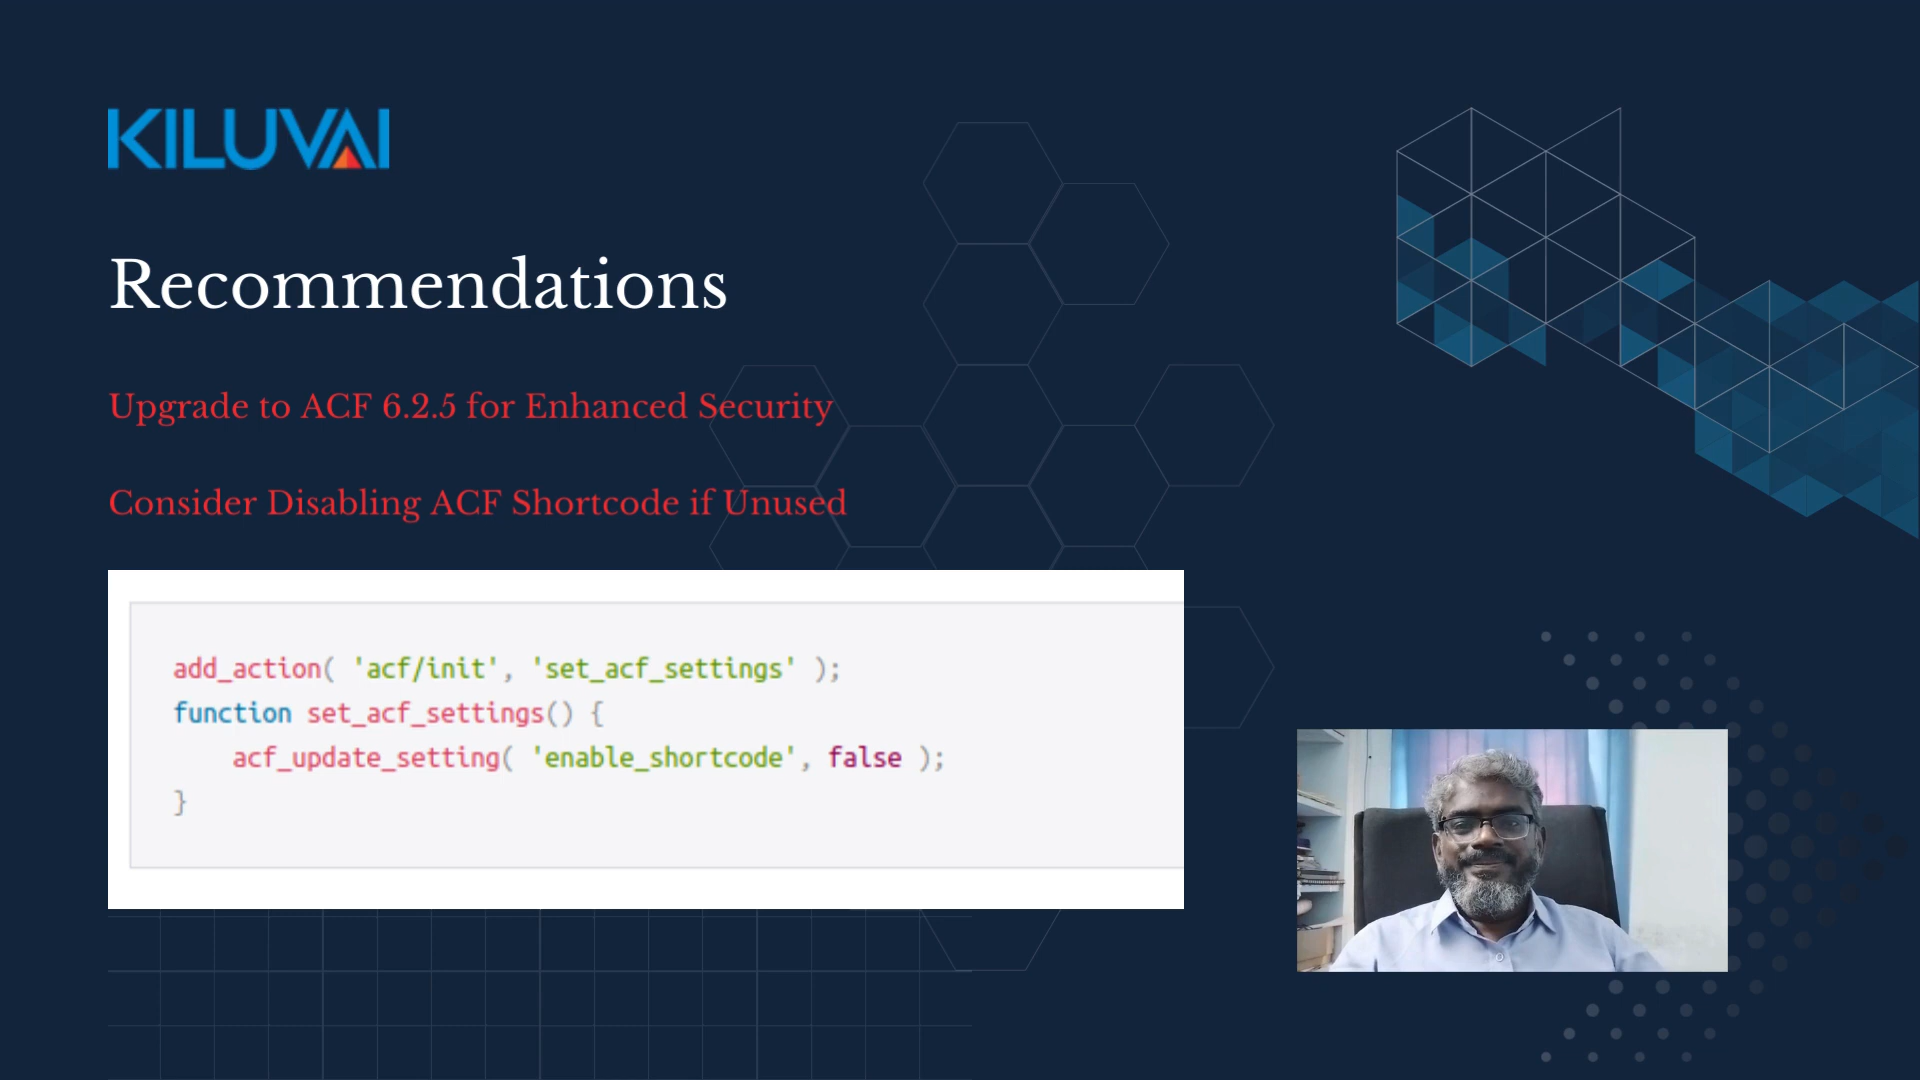 KILUVAI
Recommendations
Upgrade to ACF 6.2.5 for Enhanced Security
Consider Disabling ACF Shortcode if Unused
add_action( 'acf/init', 'set_acf_settings' );
function set_acf_settings() {
    acf_update_setting( 'enable_shortcode', false );
}